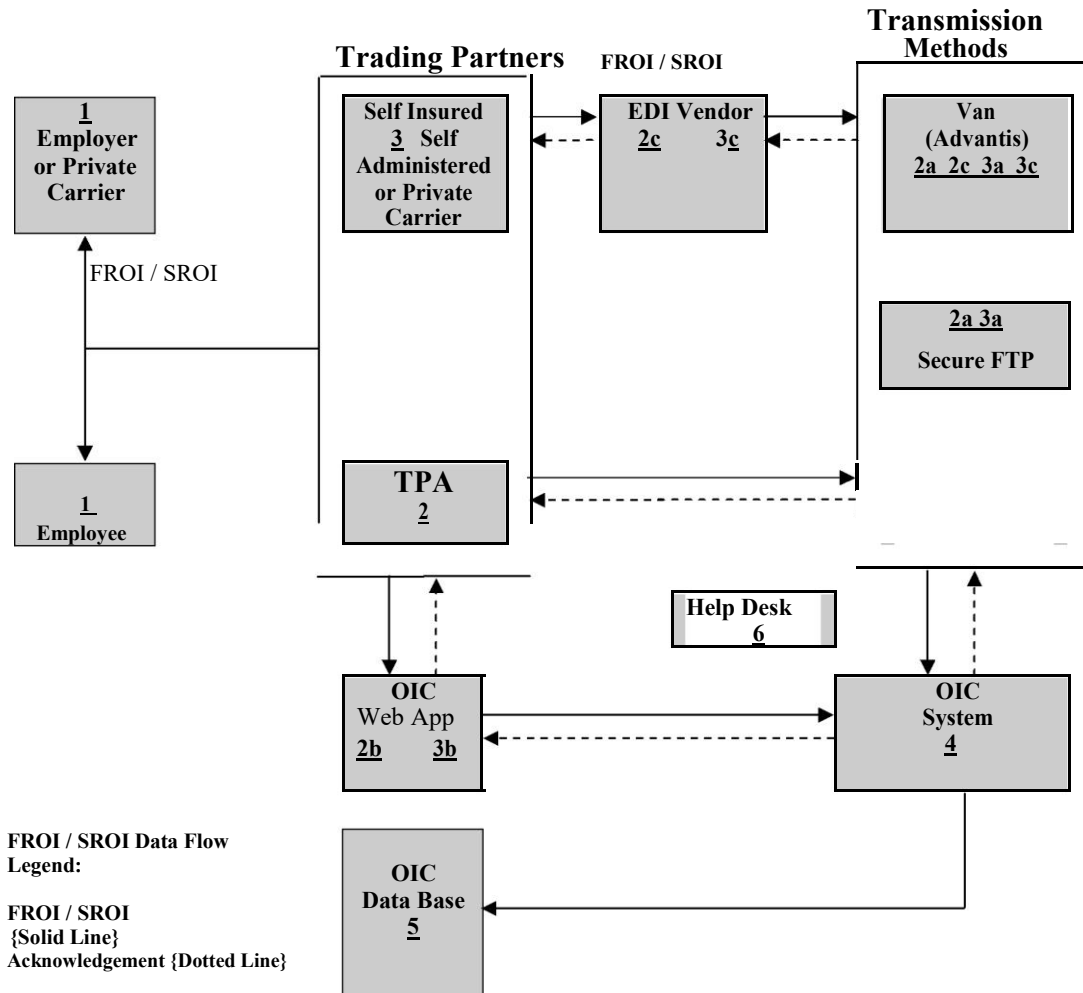 Transmission
Methods
Trading Partners
FROI / SROI
1
Employer
or Private
Carrier
Self Insured
3 Self
Administered
or Private
Carrier
EDI Vendor
2c 3c
Van
(Advantis)
2a 2c 3a 3c
FROI / SROI
2a 3a
Secure FTP
1
Employee
TPA
2
Help Desk
6
OIC
Web App
2b 3b
OIC
System
4
FROI / SROI Data Flow
Legend:
FROI / SROI
{Solid Line}
Acknowledgement {Dotted Line}
OIC
Data Base
5